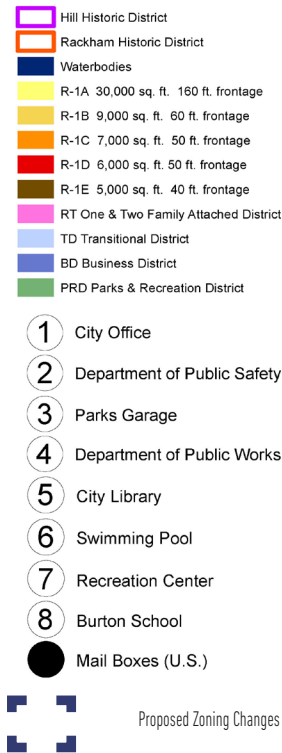 Hill Historic District
Rackham Historic District
Waterbodies
R-1A 30,000 sq. ft. 160 ft. frontage
R-1B 9,000 sq. ft. 60 ft. frontage
R-1C 7,000 sq. ft. 50 ft. frontage
R-1D 6,000 sq. ft. 50 ft. frontage
R-1E 5,000 sq. ft. 40 ft. frontage
RT One & Two Family Attached District
TD Transitional District
BD Business District
PRD Parks & Recreation District
1 City Office
2 Department of Public Safety
3 Parks Garage
4 Department of Public Works
5 City Library
6 Swimming Pool
7 Recreation Center
8 Burton School
Mail Boxes (U.S.)
Proposed Zoning Changes